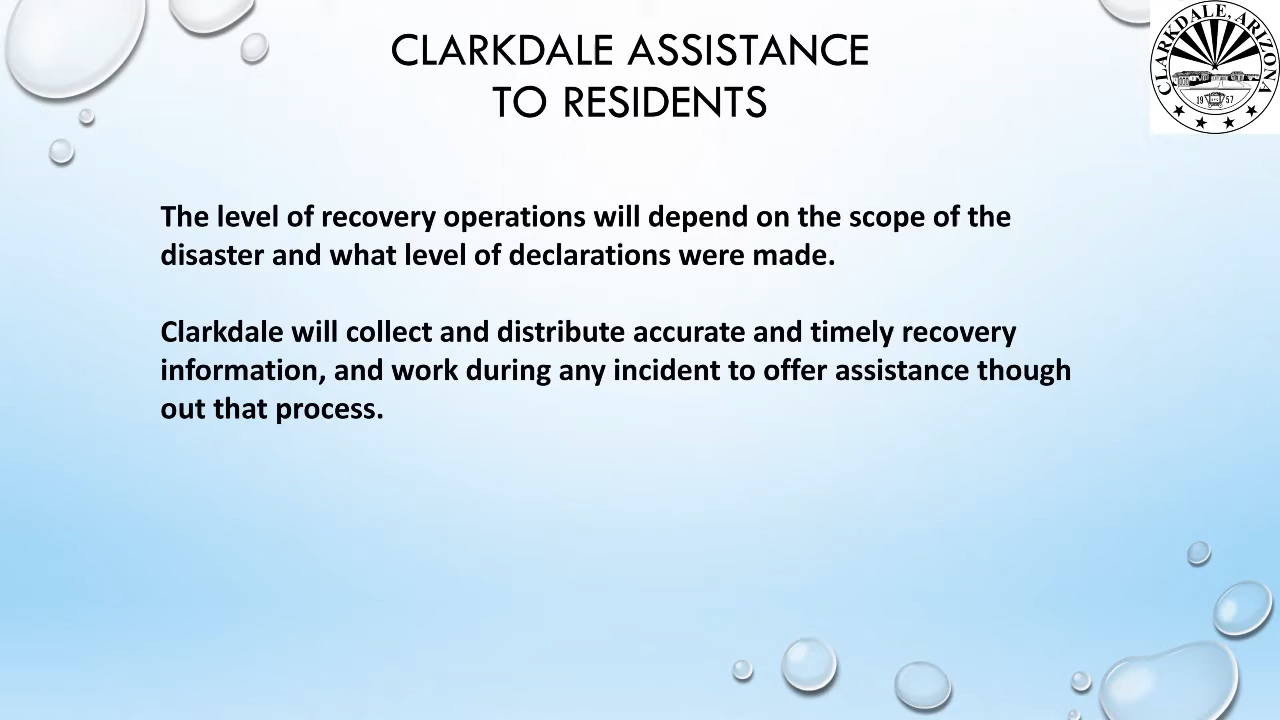 CLARKDALE ASSISTANCE
TO RESIDENTS
CLARKDALE, ARIZONA
1957
The level of recovery operations will depend on the scope of the
disaster and what level of declarations were made.
Clarkdale will collect and distribute accurate and timely recovery
information, and work during any incident to offer assistance though
out that process.